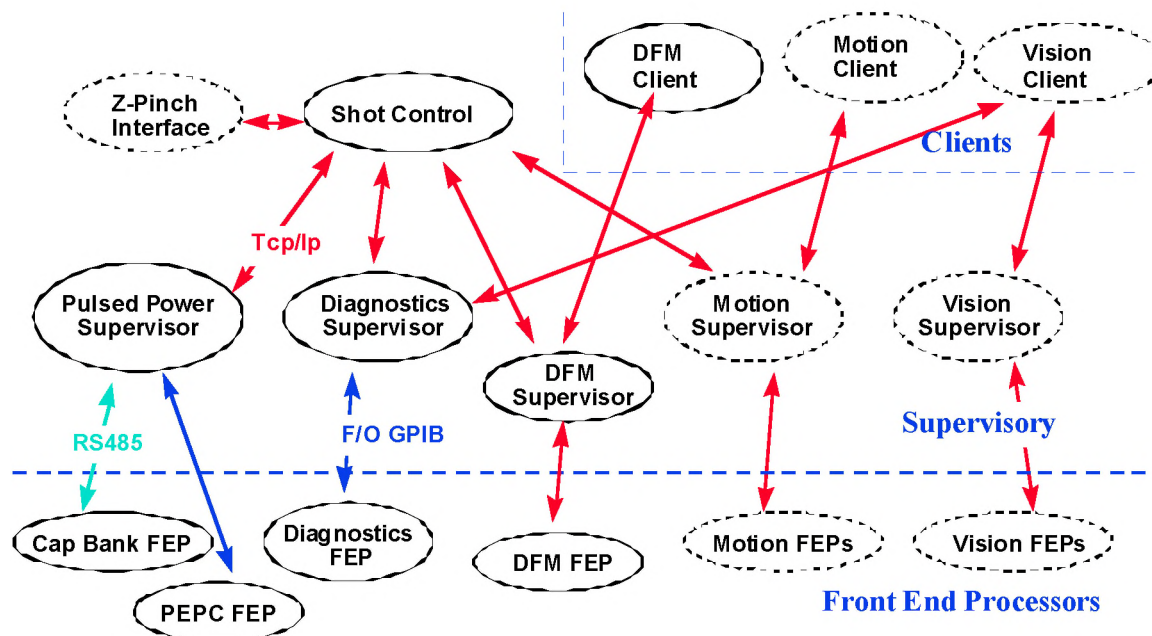 DFM
Client
Motion
Client
Vision
Client
Z-Pinch
Interface
Shot Control
Clients
Tcp/Ip
Pulsed Power
Supervisor
Diagnostics
Supervisor
Motion
Supervisor
Vision
Supervisor
DFM
Supervisor
RS485
F/O GPIB
Supervisory
Cap Bank FEP
Diagnostics
FEP
DFM FEP
Motion FEPs
Vision FEPs
PEPC FEP
Front End Processors